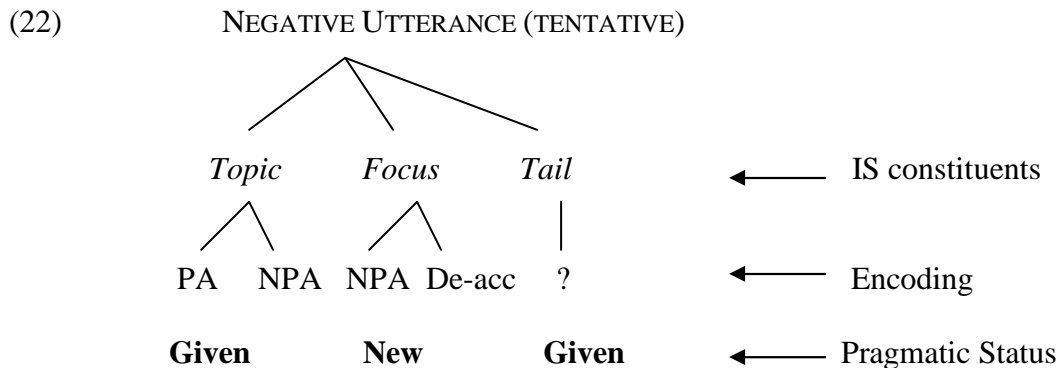 (22) NEGATIVE UTTERANCE (TENTATIVE)
Topic Focus Tail IS constituents
PA NPA NPA De-acc ? Encoding
Given New Given Pragmatic Status